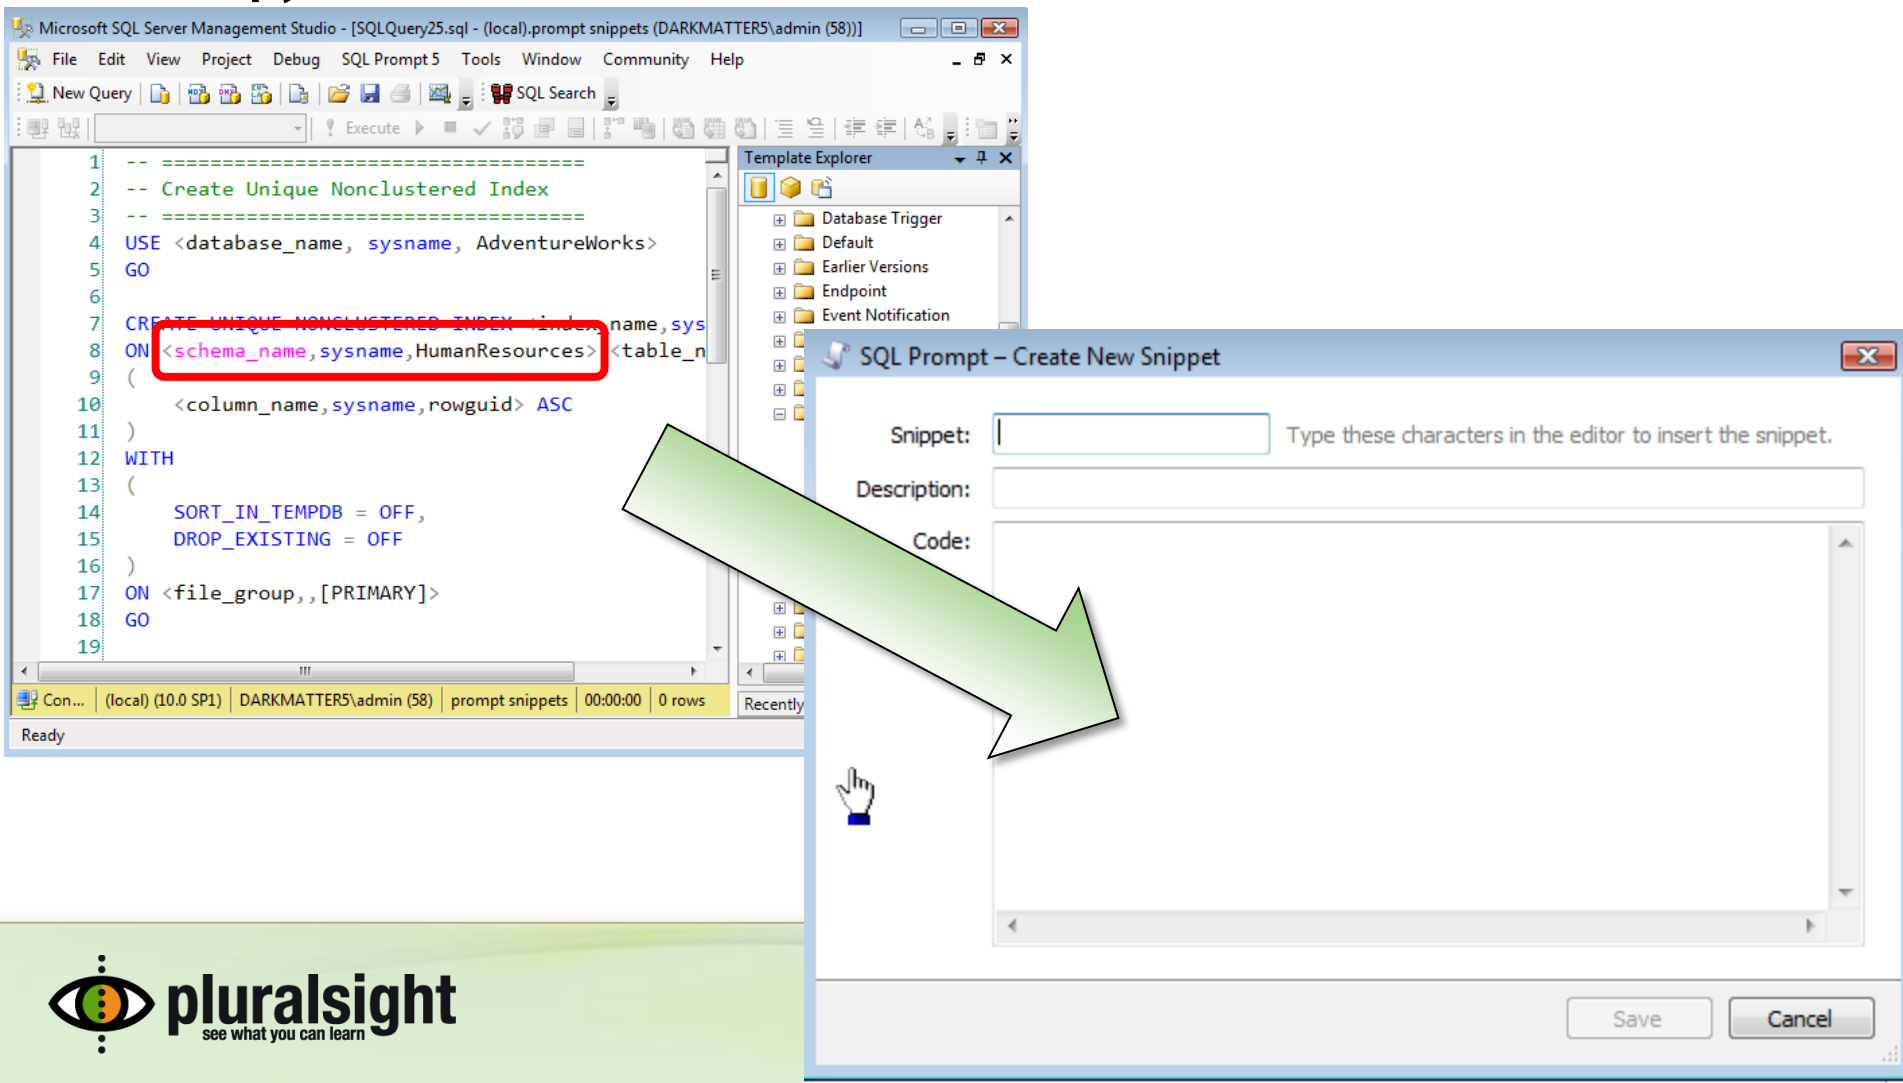 Microsoft SQL Server Management Studio - [SQLQuery25.sql - (local).prompt snippets (DARKMATTER5\admin (58))]
File Edit View Project Debug SQL Prompt 5 Tools Window Community Help
New Query SQL Search
Execute
1 -- ===================================
2 -- Create Unique Nonclustered Index
3 -- ===================================
4 USE <database_name, sysname, AdventureWorks>
5 GO
6
7 CREATE UNIQUE NONCLUSTERED INDEX <index_name,sys
8 ON <schema_name,sysname,HumanResources> <table_n
9 (
10 <column_name,sysname,rowguid> ASC
11 )
12 WITH
13 (
14 SORT_IN_TEMPDB = OFF,
15 DROP_EXISTING = OFF
16 )
17 ON <file_group,,[PRIMARY]>
18 GO
19
Template Explorer
Database Trigger
Default
Earlier Versions
Endpoint
Event Notification
Con... (local) (10.0 SP1) DARKMATTER5\admin (58) prompt snippets 00:00:00 0 rows
Recently
Ready
SQL Prompt – Create New Snippet
Snippet: Type these characters in the editor to insert the snippet.
Description:
Code:
Save Cancel
pluralsight
see what you can learn